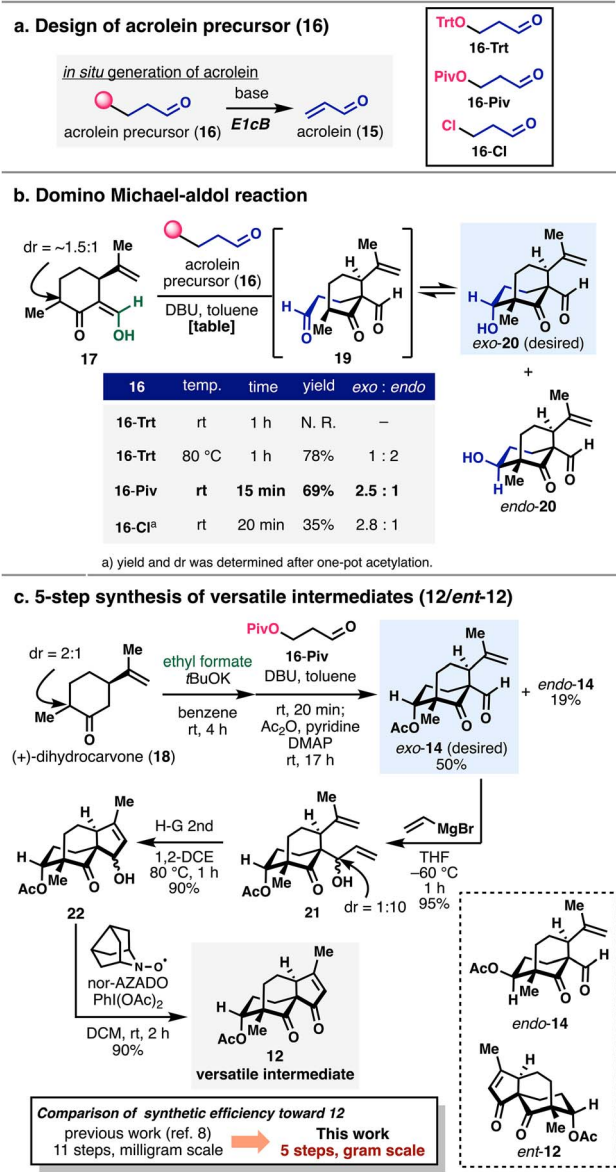 a. Design of acrolein precursor (16)
in situ generation of acrolein
base
E1cB
acrolein precursor (16)
acrolein (15)
O
O
TrtO
O
16-Trt
PivO
O
16-Piv
Cl
O
16-Cl
b. Domino Michael-aldol reaction
dr = ~1.5:1
Me
Me
O
OH
17
O
acrolein
precursor (16)
DBU, toluene
[table]
Me
H
H
O
H
O
Me
O
19
Me
H
H
H
O
HO
Me
O
exo-20 (desired)
+
Me
H
H
O
HO
H
Me
O
endo-20
16 temp. time yield exo : endo
16-Trt rt 1 h N. R. –
16-Trt 80 °C 1 h 78% 1 : 2
16-Piv rt 15 min 69% 2.5 : 1
16-Clᵃ rt 20 min 35% 2.8 : 1
a) yield and dr was determined after one-pot acetylation.
c. 5-step synthesis of versatile intermediates (12/ent-12)
dr = 2:1
Me
Me
O
(+)-dihydrocarvone (18)
ethyl formate
tBuOK
benzene
rt, 4 h
PivO
O
16-Piv
DBU, toluene
rt, 20 min;
Ac₂O, pyridine
DMAP
rt, 17 h
Me
H
H
H
O
AcO
Me
O
exo-14 (desired)
50%
+ endo-14
19%
MgBr
THF
–60 °C
1 h
95%
Me
H
H
AcO
Me
O
OH
21
dr = 1:10
H-G 2nd
1,2-DCE
80 °C, 1 h
90%
Me
H
H
AcO
Me
O
OH
22
N–O•
nor-AZADO
PhI(OAc)₂
DCM, rt, 2 h
90%
Me
H
H
AcO
Me
O
O
12
versatile intermediate
Me
H
H
O
AcO
H
Me
O
endo-14
Me
H
H
O
O
Me
OAc
ent-12
Comparison of synthetic efficiency toward 12
previous work (ref. 8)
11 steps, milligram scale
This work
5 steps, gram scale